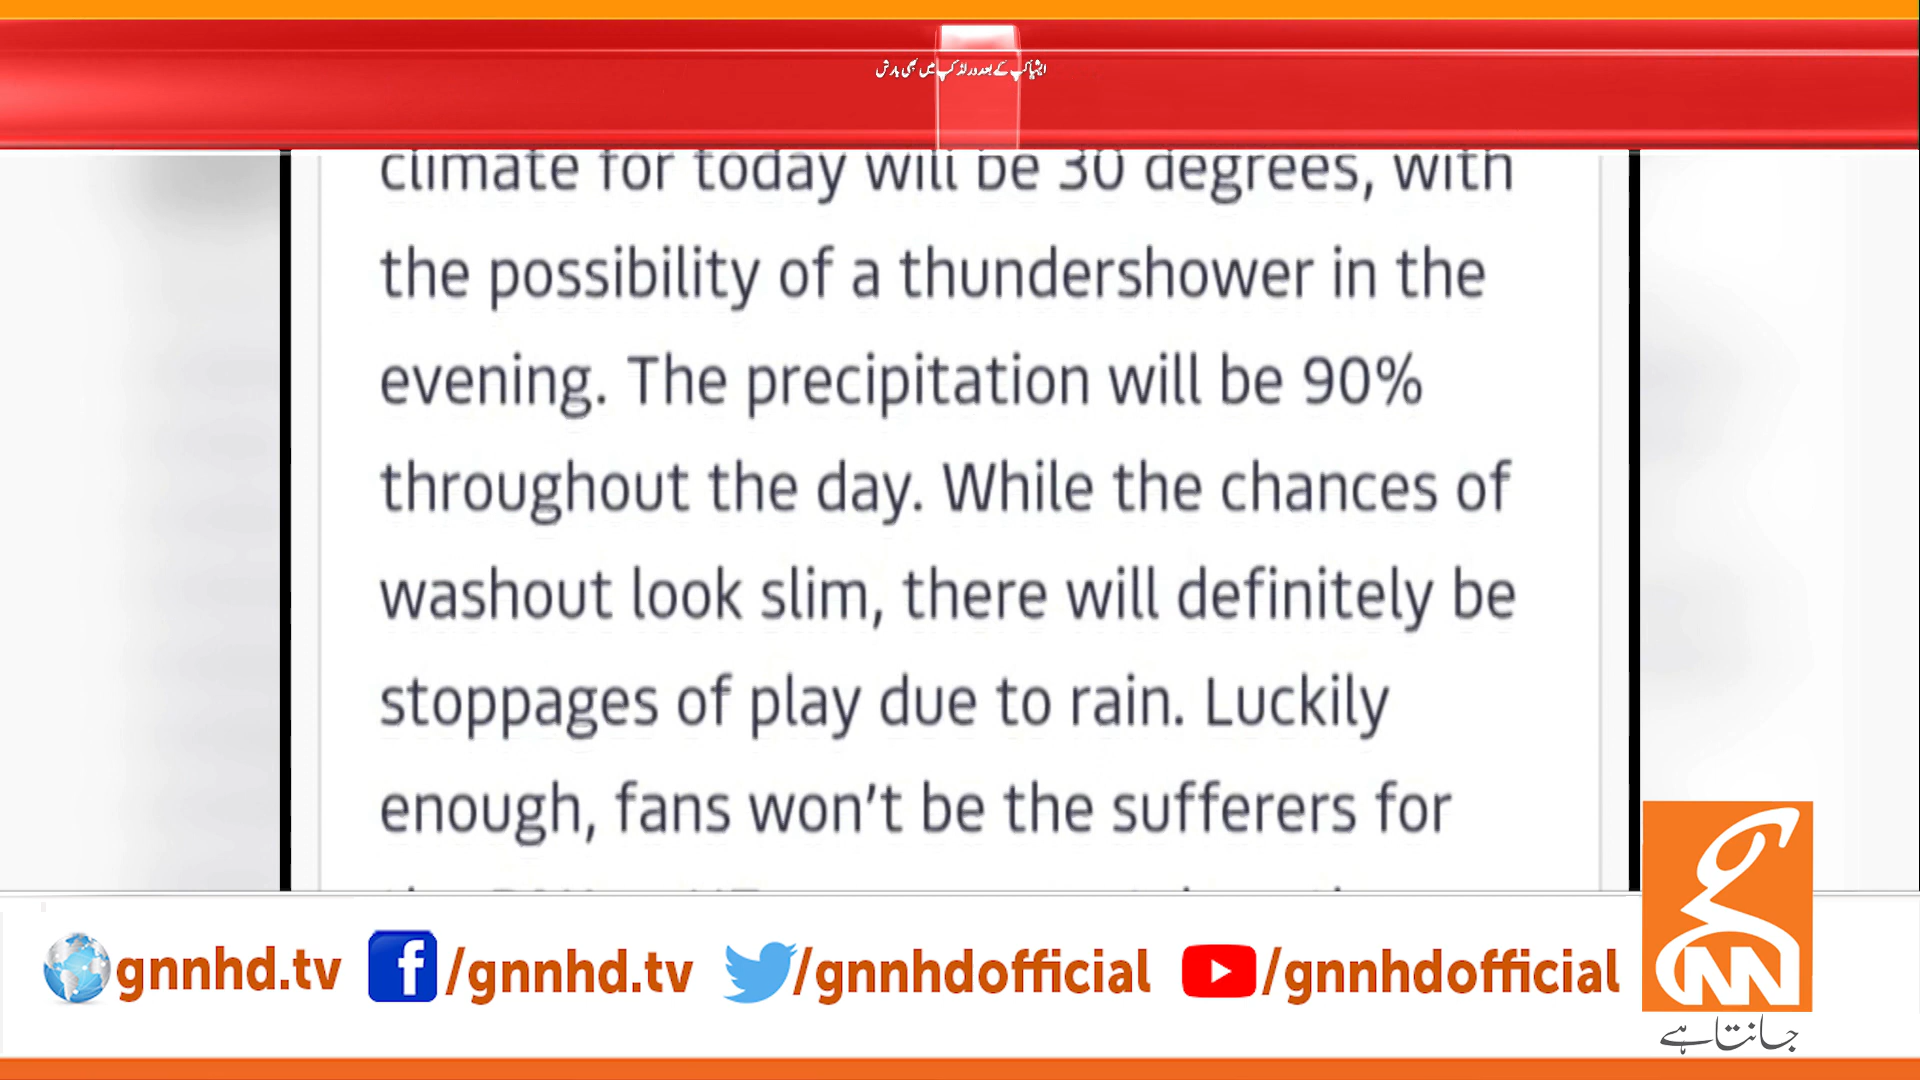 ایشیا کپ کے بعد ورلڈ کپ میں بھی بارش
climate for today will be 30 degrees, with
the possibility of a thundershower in the
evening. The precipitation will be 90%
throughout the day. While the chances of
washout look slim, there will definitely be
stoppages of play due to rain. Luckily
enough, fans won’t be the sufferers for
gnnhd.tv /gnnhd.tv /gnnhdofficial /gnnhdofficial
GNN
جانتا ہے